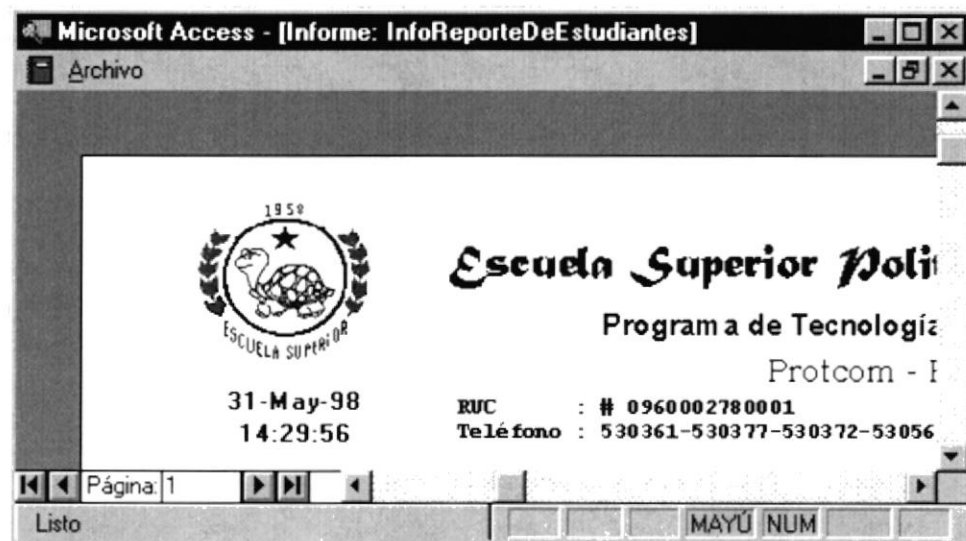 Microsoft Access - [Informe: InfoReporteDeEstudiantes]
Archivo
1958
ESCUELA SUPERIOR
Escuela Superior Poli
Programa de Tecnología
Protcom -
31-May-98
14:29:56
RUC : # 0960002780001
Teléfono : 530361-530377-530372-53056
Página: 1
Listo
MAYÚ NUM